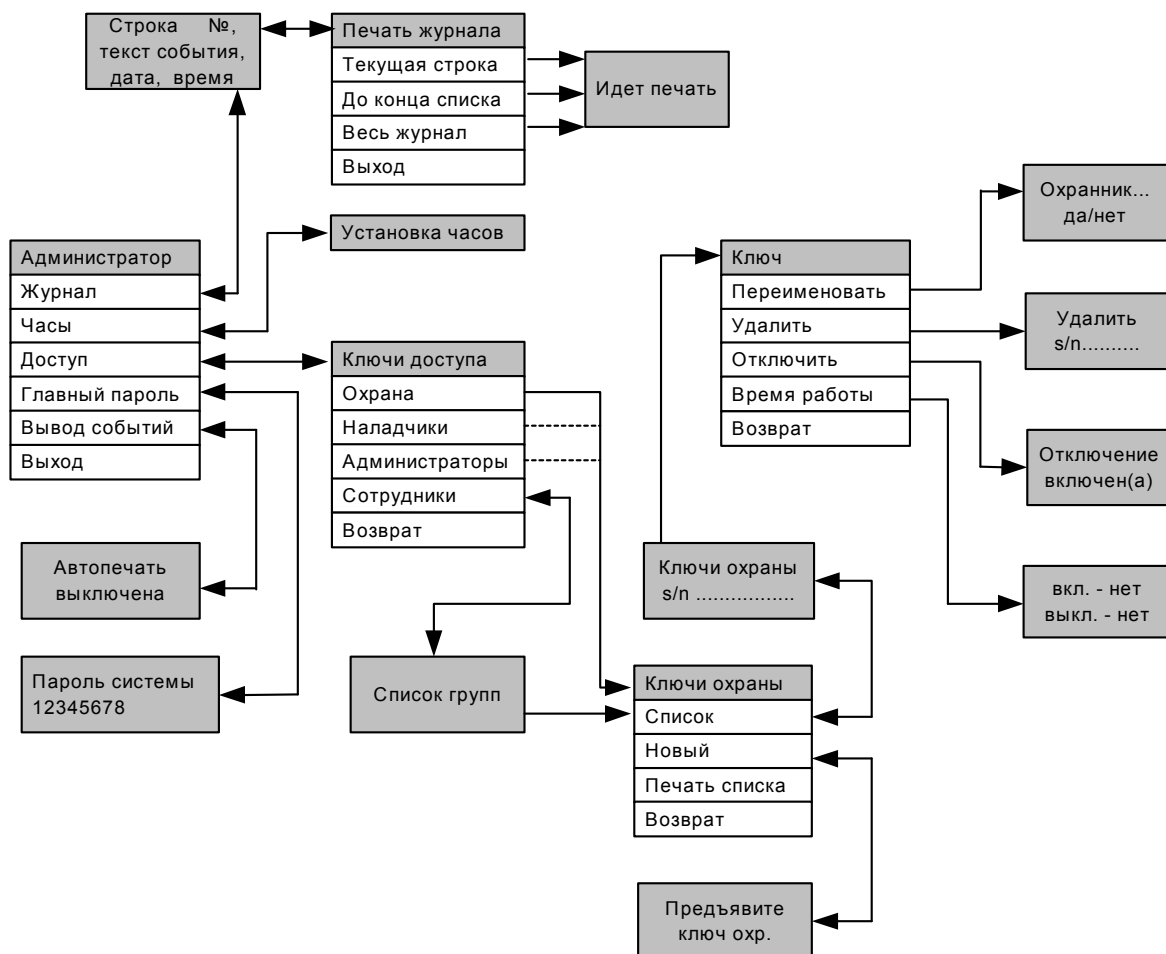 Строка №,
текст события,
дата, время
Печать журнала
Текущая строка
До конца списка
Весь журнал
Выход
Идет печать
Установка часов
Администратор
Журнал
Часы
Доступ
Главный пароль
Вывод событий
Выход
Ключи доступа
Охрана
Наладчики
Администраторы
Сотрудники
Возврат
Ключ
Переименовать
Удалить
Отключить
Время работы
Возврат
Охранник...
да/нет
Удалить
s/n..........
Отключение
включен(а)
вкл. - нет
выкл. - нет
Автопечать
выключена
Пароль системы
12345678
Список групп
Ключи охраны
s/n .................
Ключи охраны
Список
Новый
Печать списка
Возврат
Предъявите
ключ охр.